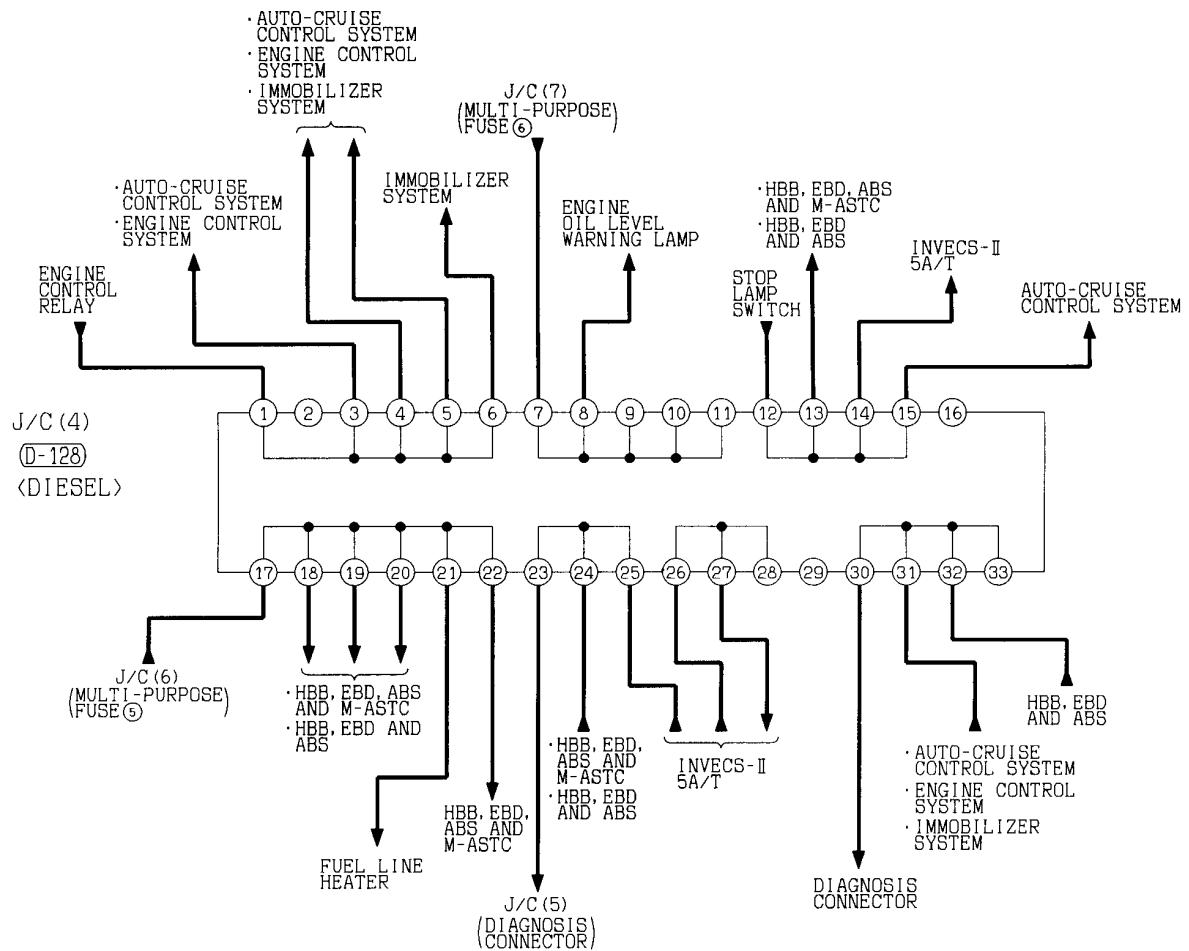 · AUTO-CRUISE
CONTROL SYSTEM
· ENGINE CONTROL
SYSTEM
· IMMOBILIZER
SYSTEM
J/C (7)
(MULTI-PURPOSE)
(FUSE ⑥)
· AUTO-CRUISE
CONTROL SYSTEM
· ENGINE CONTROL
SYSTEM
IMMOBILIZER
SYSTEM
ENGINE
OIL LEVEL
WARNING LAMP
· HBB, EBD, ABS
AND M-ASTC
· HBB, EBD
AND ABS
ENGINE
CONTROL
RELAY
STOP
LAMP
SWITCH
INVECS-Ⅱ
5A/T
AUTO-CRUISE
CONTROL SYSTEM
1 2 3 4 5 6 7 8 9 10 11 12 13 14 15 16
J/C (4)
D-128
<DIESEL>
17 18 19 20 21 22 23 24 25 26 27 28 29 30 31 32 33
J/C (6)
(MULTI-PURPOSE)
(FUSE ⑤)
· HBB, EBD, ABS
AND M-ASTC
· HBB, EBD AND
ABS
FUEL LINE
HEATER
HBB, EBD,
ABS AND
M-ASTC
J/C (5)
(DIAGNOSIS)
(CONNECTOR)
· HBB, EBD,
ABS AND
M-ASTC
· HBB, EBD
AND ABS
INVECS-Ⅱ
5A/T
DIAGNOSIS
CONNECTOR
· AUTO-CRUISE
CONTROL SYSTEM
· ENGINE CONTROL
SYSTEM
· IMMOBILIZER
SYSTEM
HBB, EBD
AND ABS